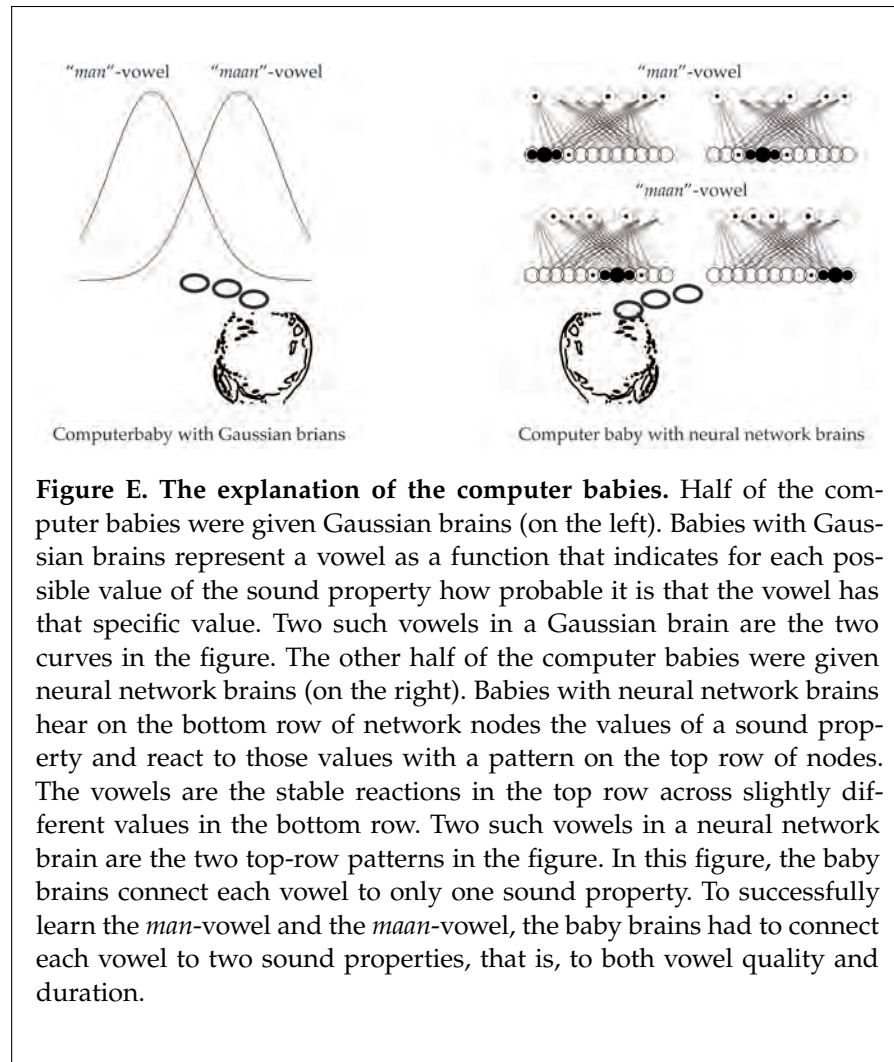 "man"-vowel "maan"-vowel
"man"-vowel
"maan"-vowel
Computerbaby with Gaussian brians
Computer baby with neural network brains
Figure E. The explanation of the computer babies. Half of the com-
puter babies were given Gaussian brains (on the left). Babies with Gaus-
sian brains represent a vowel as a function that indicates for each pos-
sible value of the sound property how probable it is that the vowel has
that specific value. Two such vowels in a Gaussian brain are the two
curves in the figure. The other half of the computer babies were given
neural network brains (on the right). Babies with neural network brains
hear on the bottom row of network nodes the values of a sound prop-
erty and react to those values with a pattern on the top row of nodes.
The vowels are the stable reactions in the top row across slightly dif-
ferent values in the bottom row. Two such vowels in a neural network
brain are the two top-row patterns in the figure. In this figure, the baby
brains connect each vowel to only one sound property. To successfully
learn the man-vowel and the maan-vowel, the baby brains had to connect
each vowel to two sound properties, that is, to both vowel quality and
duration.